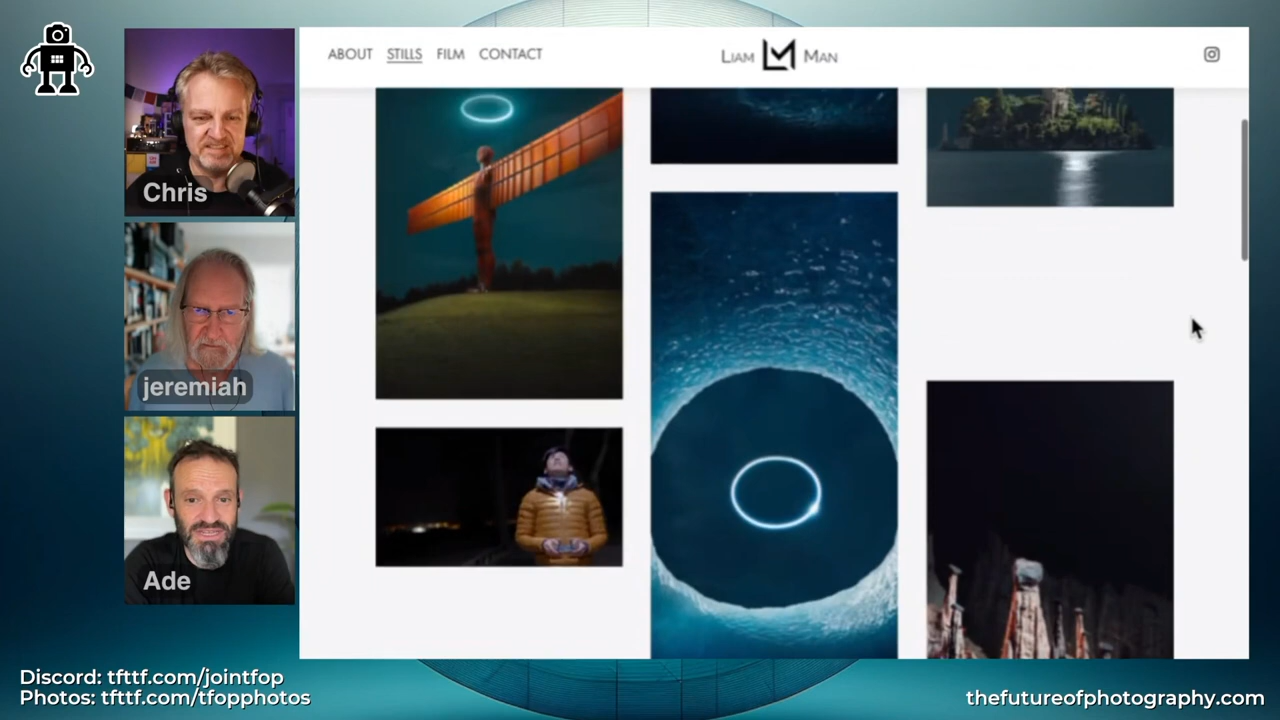 ABOUT STILLS FILM CONTACT
LIAM LM MAN
Chris
jeremiah
Ade
Discord: tfttf.com/jointfop
Photos: tfttf.com/tfopphotos
thefutureofphotography.com